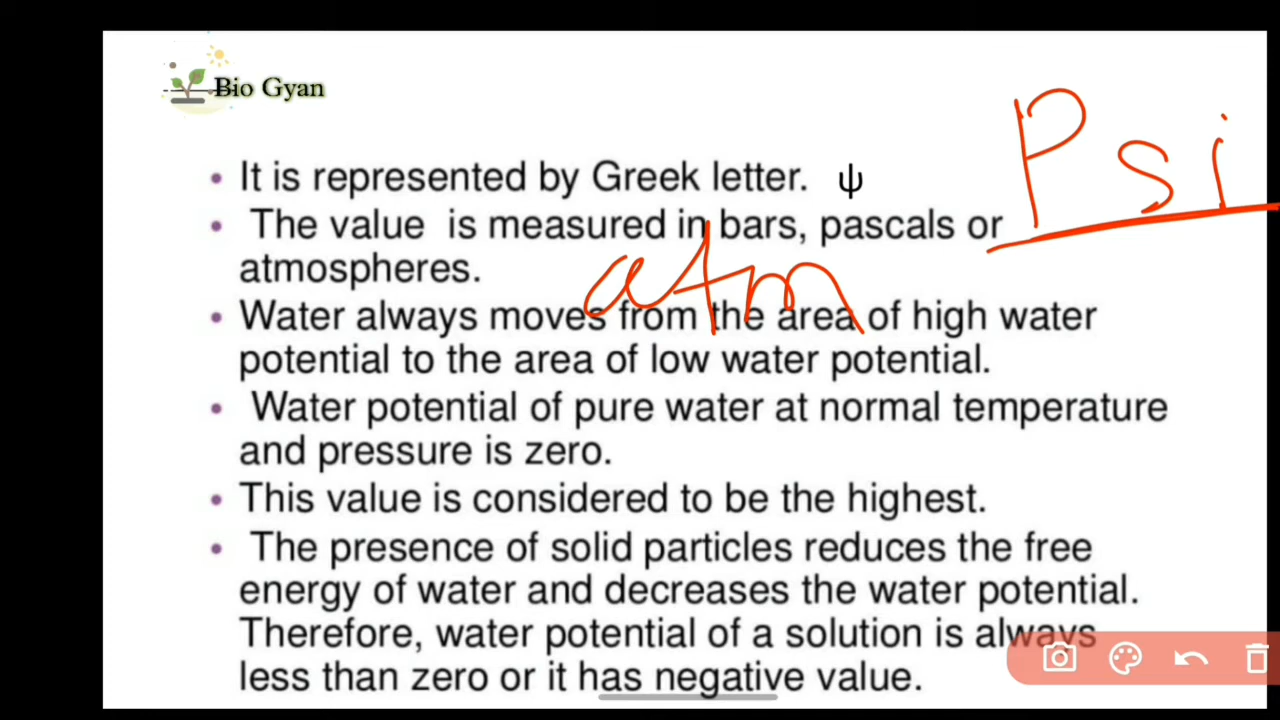 Bio Gyan
Psi
• It is represented by Greek letter. ψ
• The value is measured in bars, pascals or
atmospheres.
atm
• Water always moves from the area of high water
potential to the area of low water potential.
• Water potential of pure water at normal temperature
and pressure is zero.
• This value is considered to be the highest.
• The presence of solid particles reduces the free
energy of water and decreases the water potential.
Therefore, water potential of a solution is always
less than zero or it has negative value.